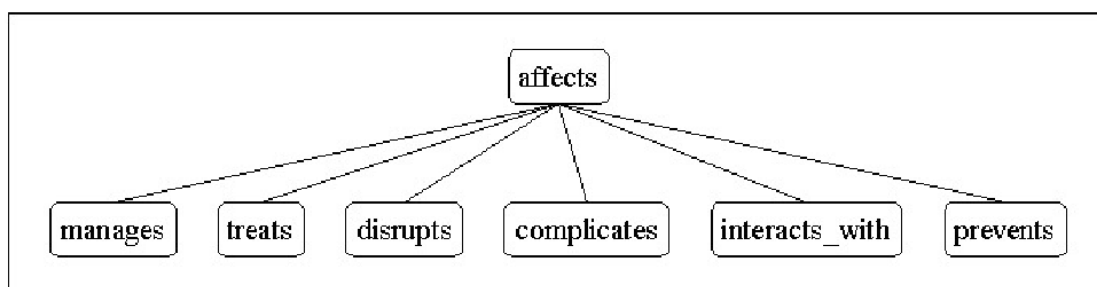 affects
manages treats disrupts complicates interacts_with prevents